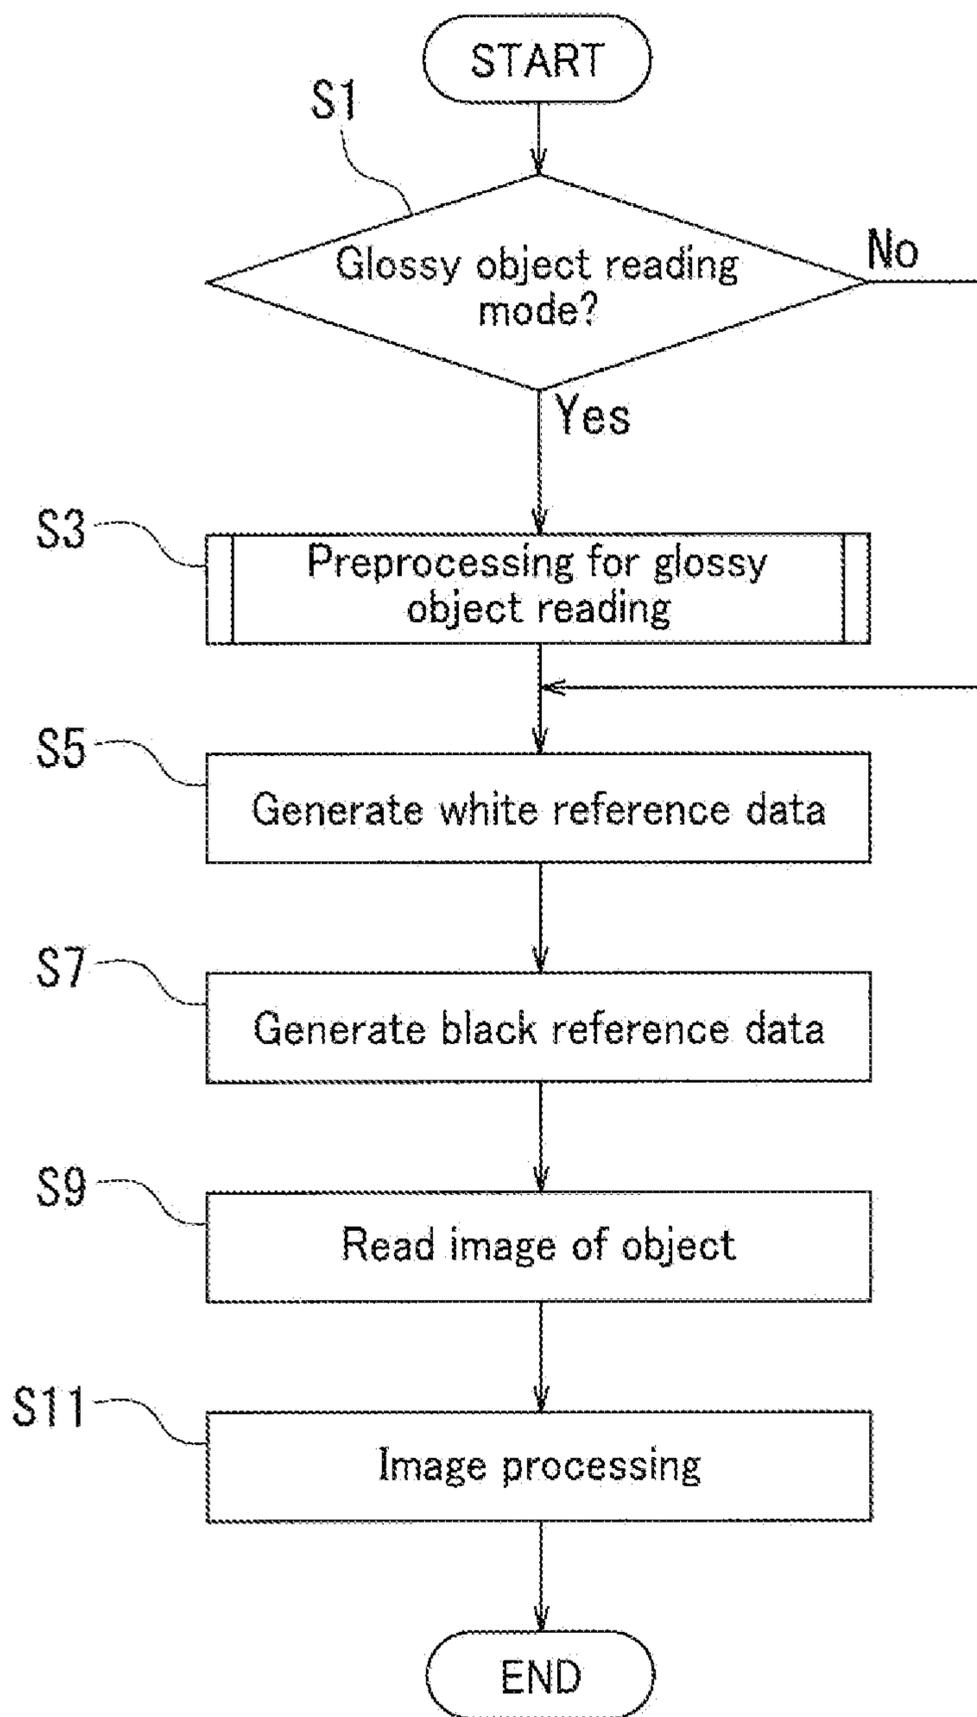 START
S1
Glossy object reading
mode?
No
Yes
S3
Preprocessing for glossy
object reading
S5
Generate white reference data
S7
Generate black reference data
S9
Read image of object
S11
Image processing
END